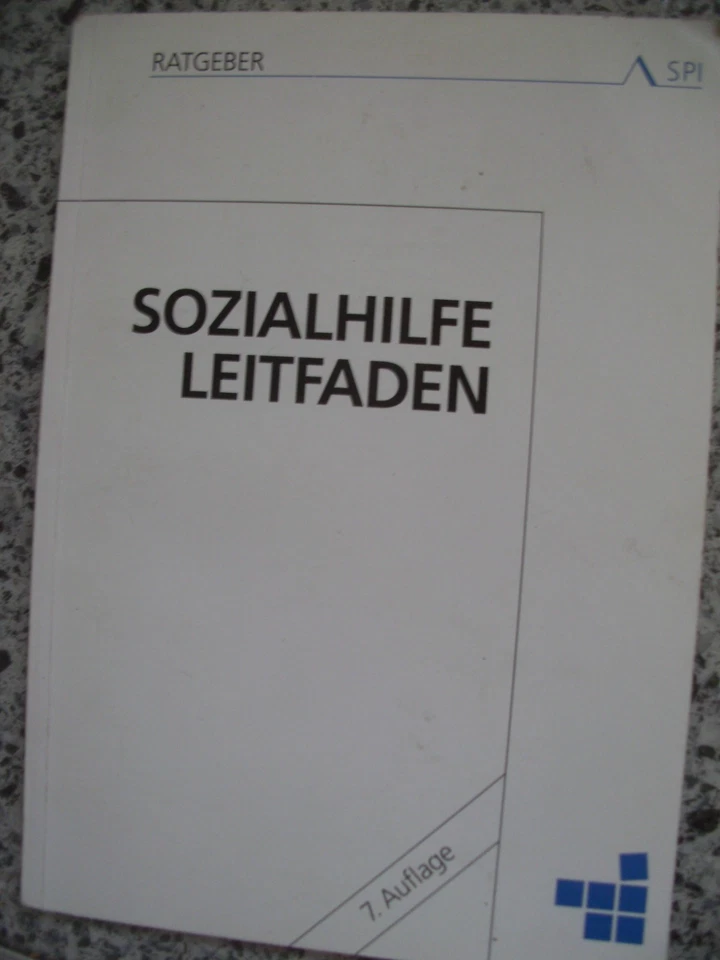 RATGEBER
SPI
SOZIALHILFE
LEITFADEN
7. Auflage